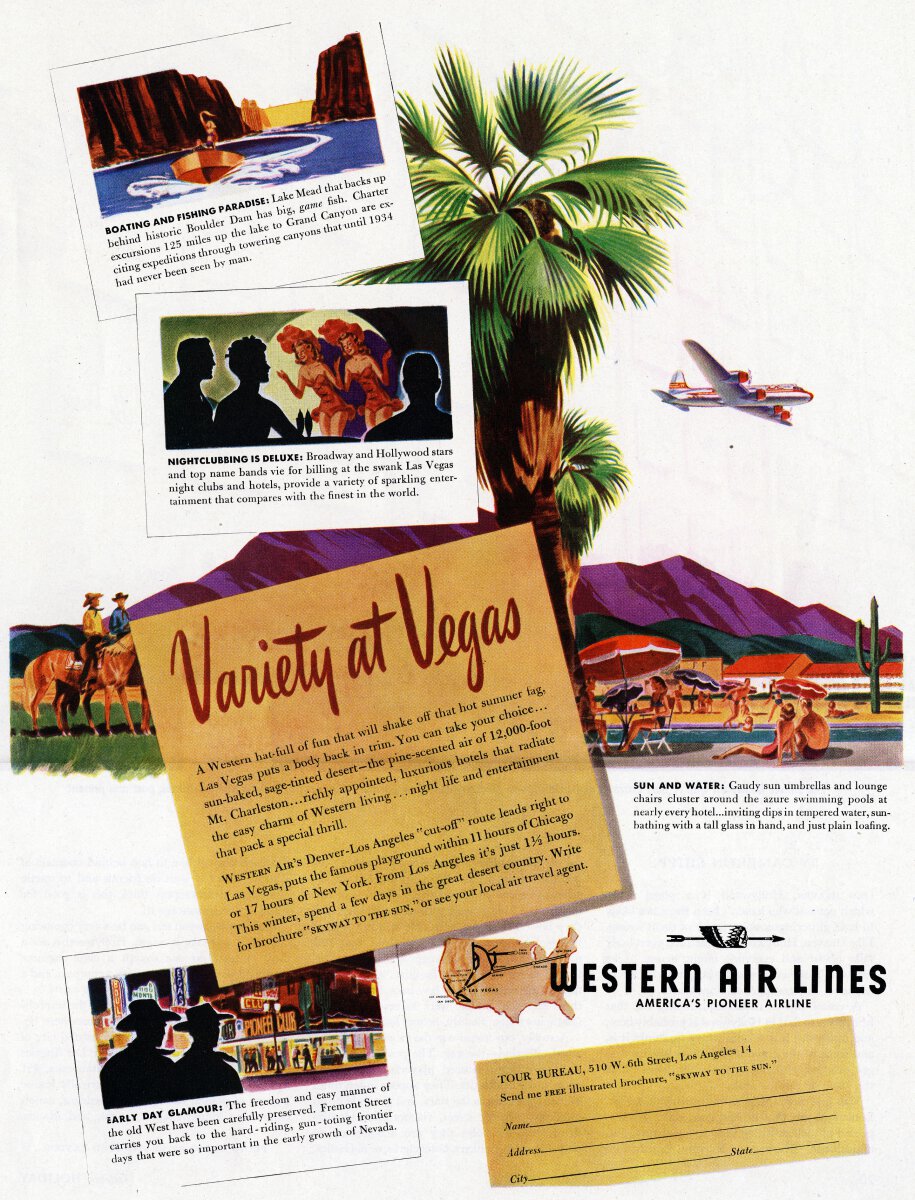 BOATING AND FISHING PARADISE: Lake Mead that backs up
behind historic Boulder Dam has big, game fish. Charter
excursions 125 miles up the lake to Grand Canyon are ex-
citing expeditions through towering canyons that until 1934
had never been seen by man.
NIGHTCLUBBING IS DELUXE: Broadway and Hollywood stars
and top name bands vie for billing at the swank Las Vegas
night clubs and hotels, provide a variety of sparkling enter-
tainment that compares with the finest in the world.
Variety at Vegas
A Western hat-full of fun that will shake off that hot summer fag,
Las Vegas puts a body back in trim. You can take your choice...
sun-baked, sage-tinted desert—the pine-scented air of 12,000-foot
Mt. Charleston...richly appointed, luxurious hotels that radiate
the easy charm of Western living...night life and entertainment
that pack a special thrill.
WESTERN AIR'S Denver-Los Angeles "cut-off" route leads right to
Las Vegas, puts the famous playground within 11 hours of Chicago
or 17 hours of New York. From Los Angeles it's just 1½ hours.
This winter, spend a few days in the great desert country. Write
for brochure "SKYWAY TO THE SUN," or see your local air travel agent.
SUN AND WATER: Gaudy sun umbrellas and lounge
chairs cluster around the azure swimming pools at
nearly every hotel...inviting dips in tempered water, sun-
bathing with a tall glass in hand, and just plain loafing.
PIONEER CLUB
EARLY DAY GLAMOUR: The freedom and easy manner of
the old West have been carefully preserved. Fremont Street
carries you back to the hard-riding, gun-toting frontier
days that were so important in the early growth of Nevada.
LAS VEGAS
LOS ANGELES
SAN DIEGO
WESTERN AIR LINES
AMERICA'S PIONEER AIRLINE
TOUR BUREAU, 510 W. 6th Street, Los Angeles 14
Send me FREE illustrated brochure, "SKYWAY TO THE SUN."
Name
Address
State
City